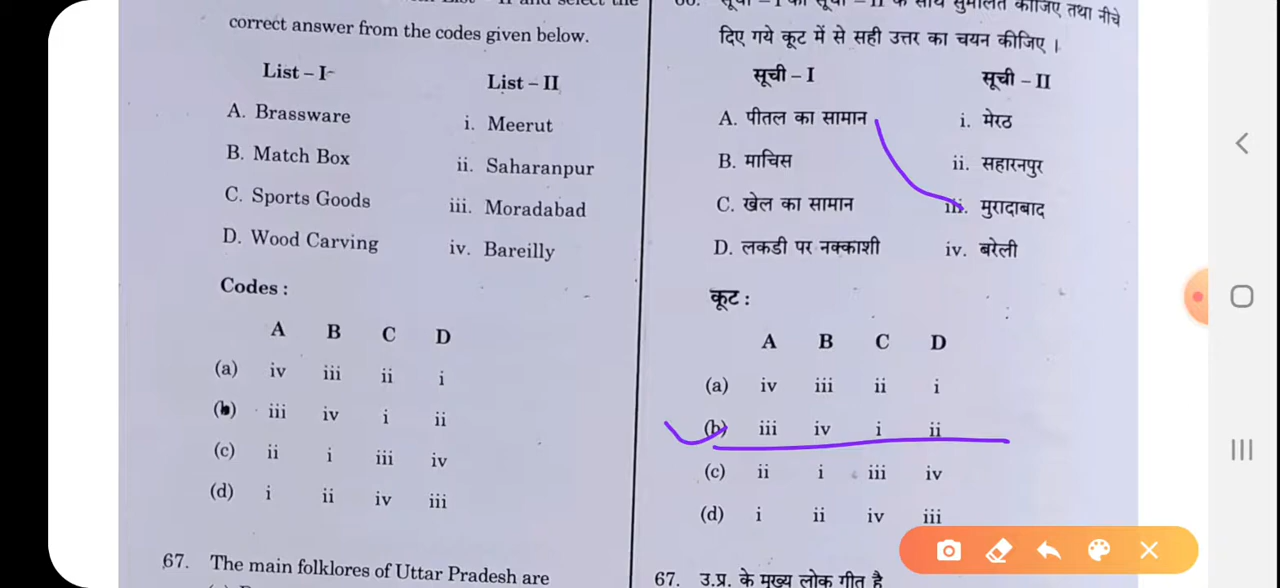 correct answer from the codes given below.
List – I
List – II
A. Brassware
i. Meerut
B. Match Box
ii. Saharanpur
C. Sports Goods
iii. Moradabad
D. Wood Carving
iv. Bareilly
Codes :
A B C D
(a) iv iii ii i
(b) iii iv i ii
(c) ii i iii iv
(d) i ii iv iii
67. The main folklores of Uttar Pradesh are
सूची – I को सूची – II के साथ सुमेलित कीजिए तथा नीचे
दिए गये कूट में से सही उत्तर का चयन कीजिए ।
सूची – I
सूची – II
A. पीतल का सामान
i. मेरठ
B. माचिस
ii. सहारनपुर
C. खेल का सामान
iii. मुरादाबाद
D. लकडी पर नक्काशी
iv. बरेली
कूट :
A B C D
(a) iv iii ii i
(b) iii iv i ii
(c) ii i iii iv
(d) i ii iv iii
67. उ.प्र. के मुख्य लोक गीत है